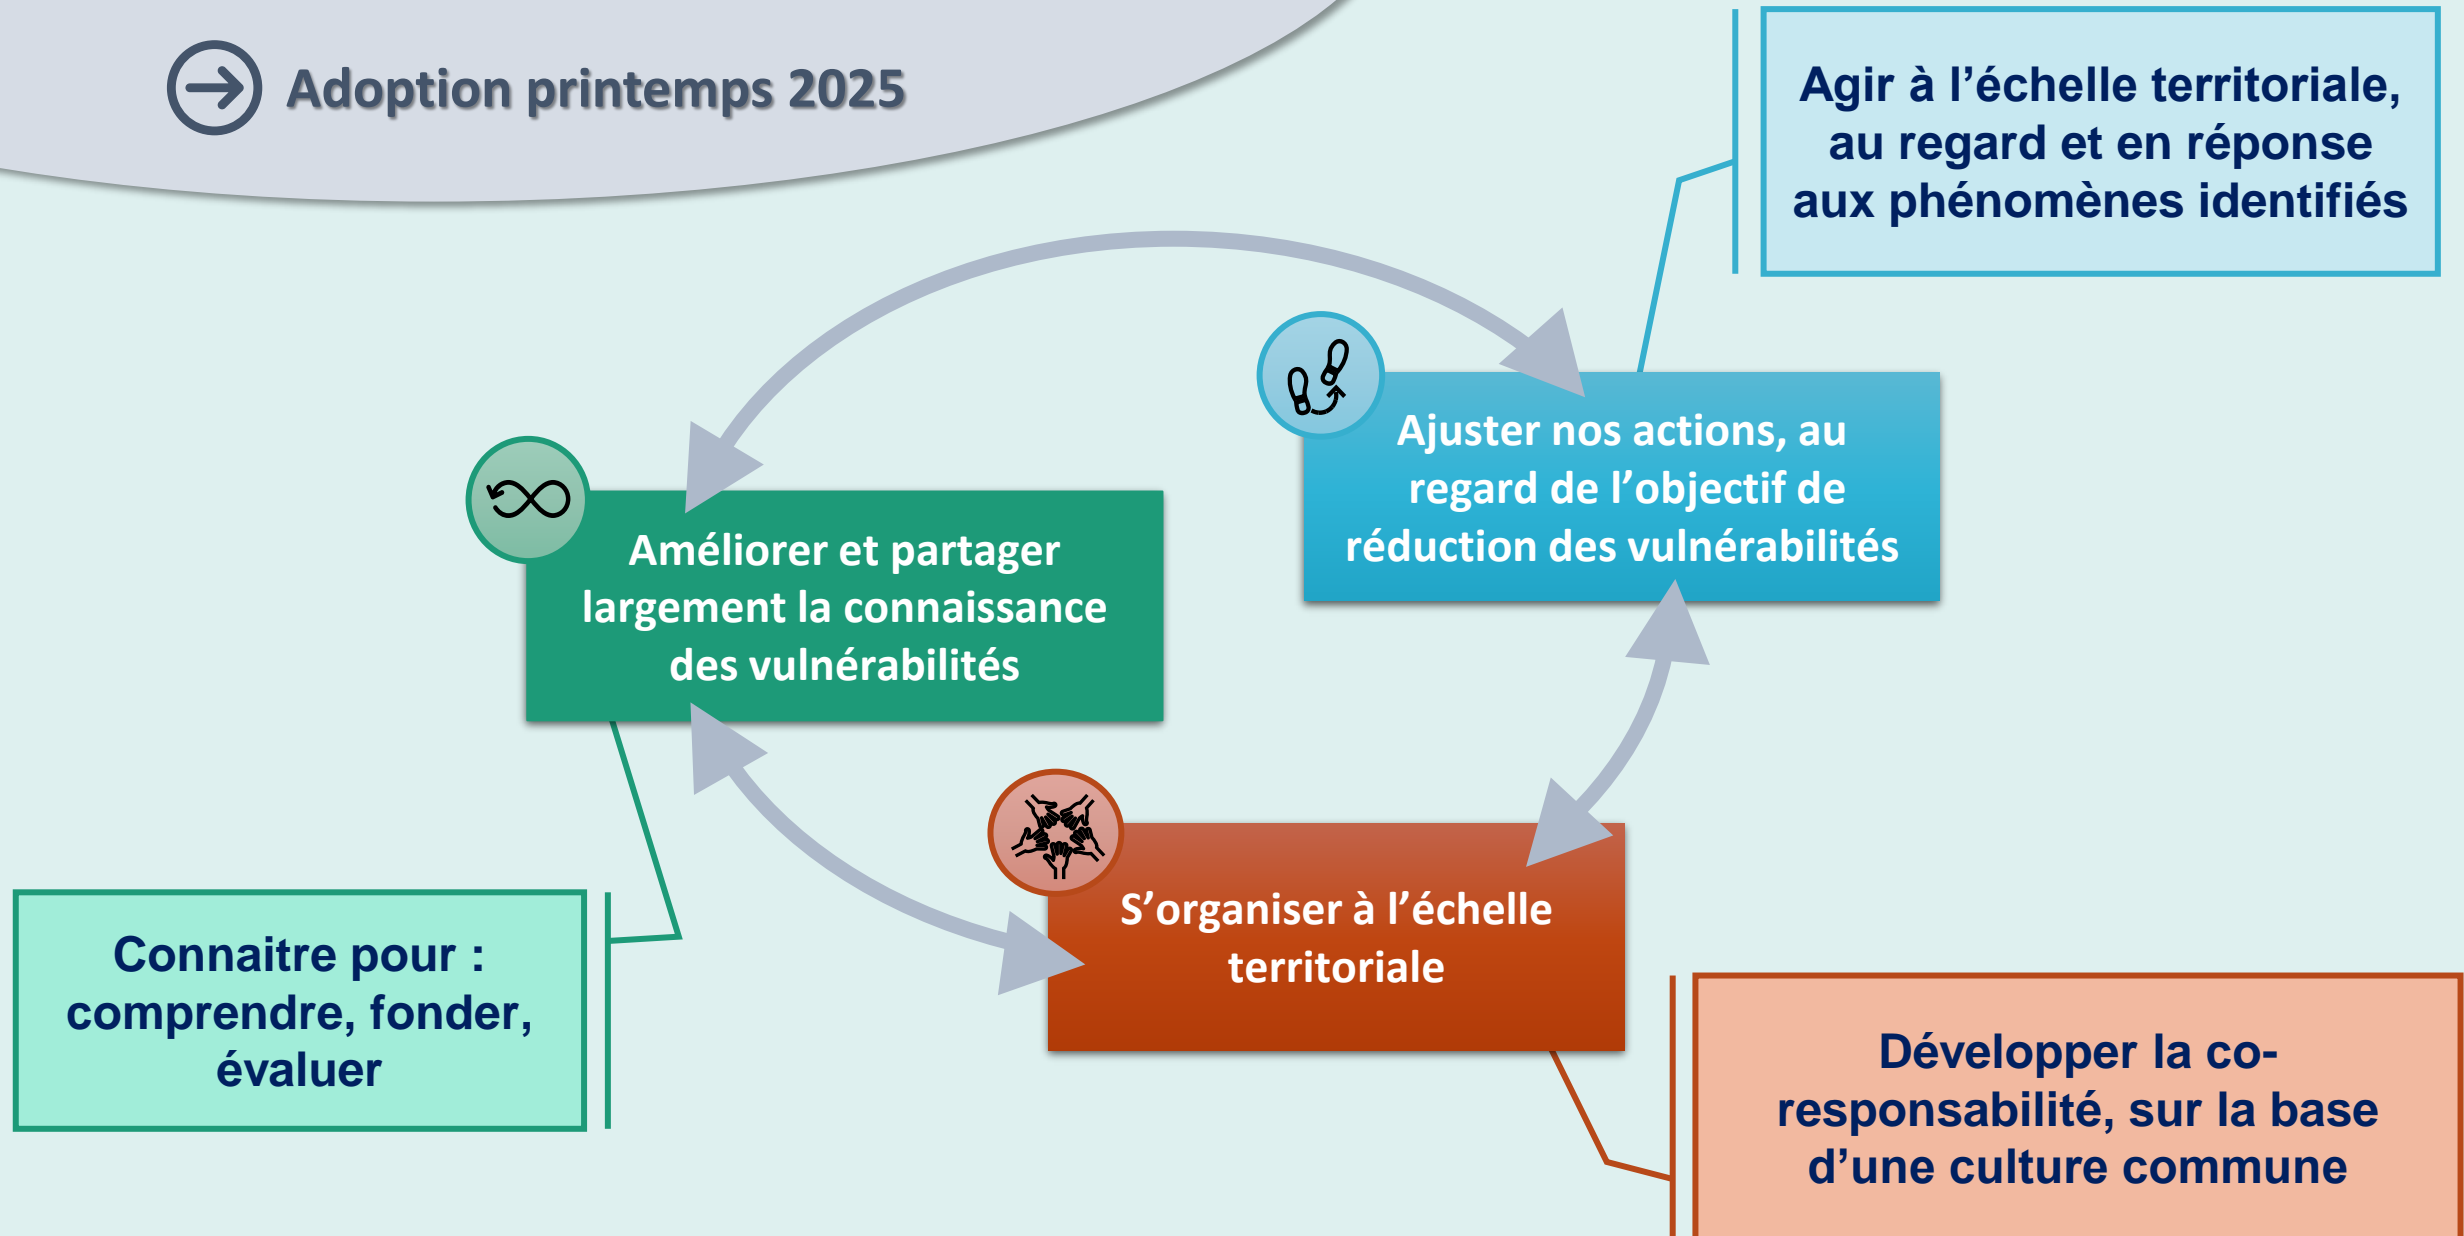 Adoption printemps 2025
Agir à l’échelle territoriale,
au regard et en réponse
aux phénomènes identifiés
Ajuster nos actions, au
regard de l’objectif de
réduction des vulnérabilités
Améliorer et partager
largement la connaissance
des vulnérabilités
S’organiser à l’échelle
territoriale
Connaitre pour :
comprendre, fonder,
évaluer
Développer la co-
responsabilité, sur la base
d’une culture commune